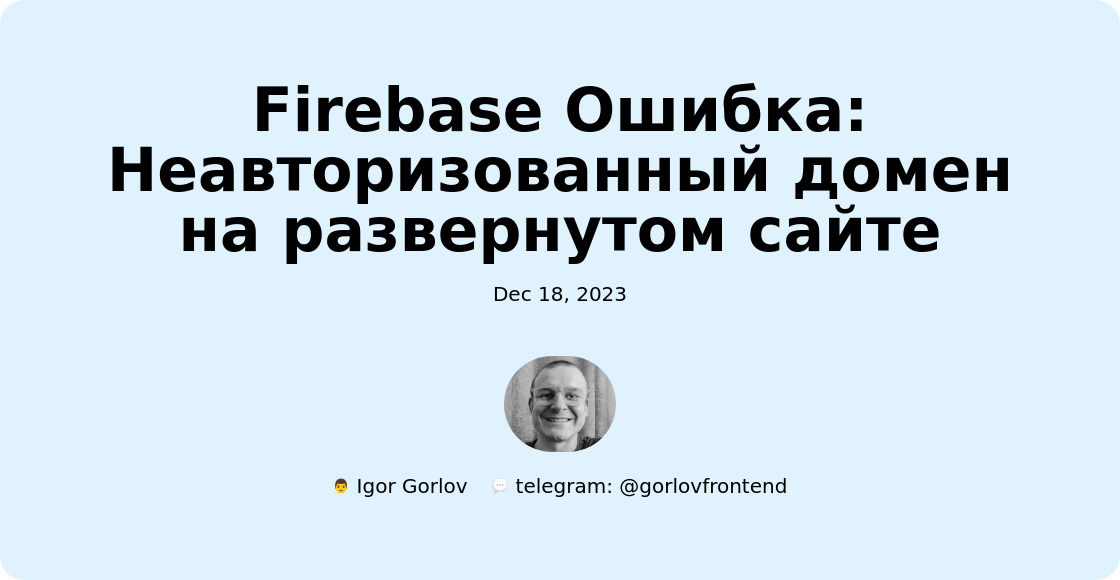 Firebase Ошибка:
Неавторизованный домен
на развернутом сайте
Dec 18, 2023
👨 Igor Gorlov 💬 telegram: @gorlovfrontend